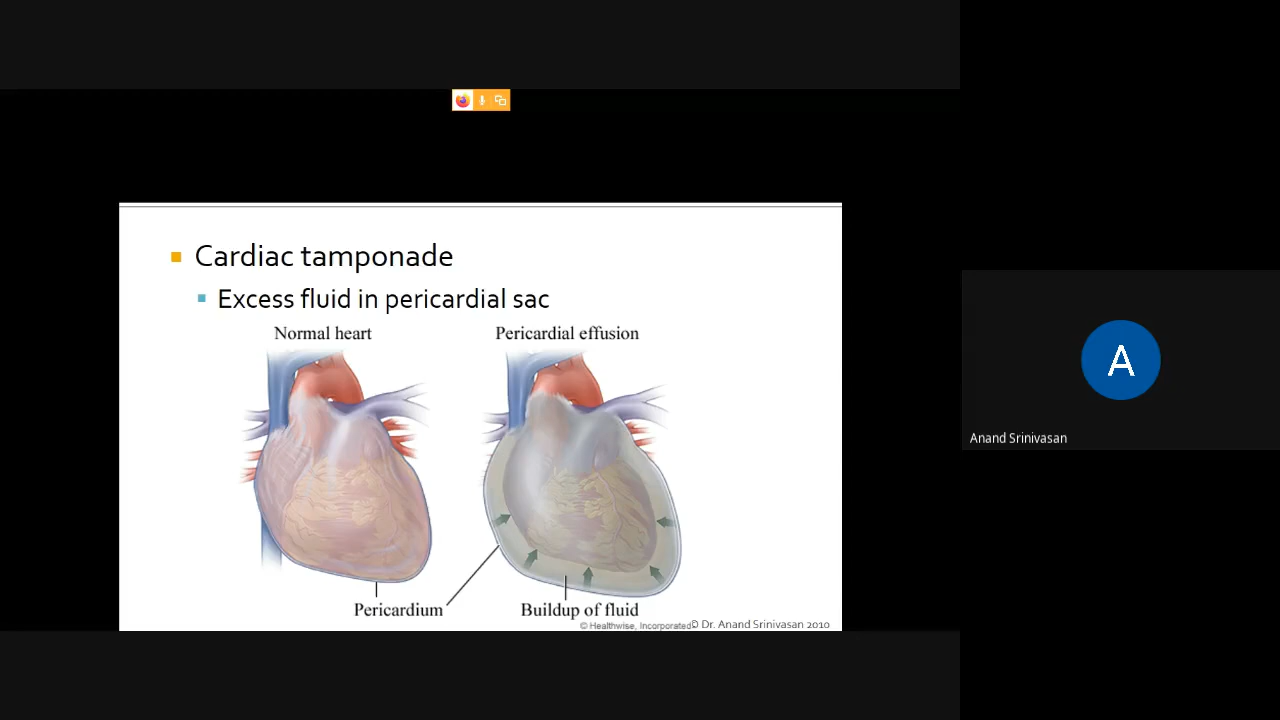 Cardiac tamponade
Excess fluid in pericardial sac
Normal heart
Pericardial effusion
A
Anand Srinivasan
Pericardium
Buildup of fluid
© Healthwise, Incorporated
© Dr. Anand Srinivasan 2010